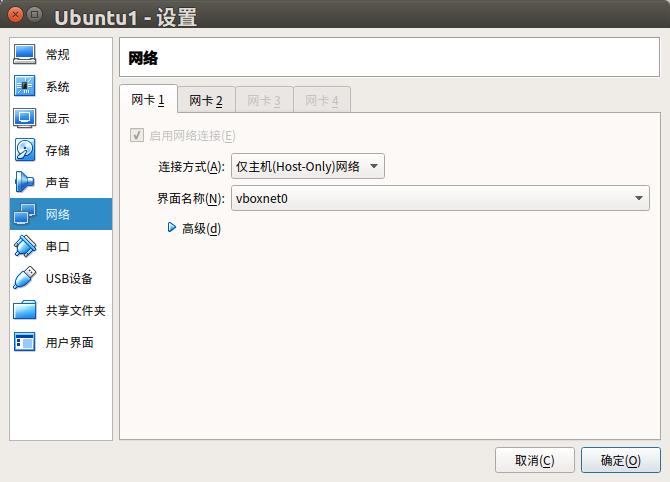 Ubuntu1 - 设置
常规
系统
显示
存储
声音
网络
串口
USB设备
共享文件夹
用户界面
网络
网卡 1 网卡 2 网卡 3 网卡 4
启用网络连接(E)
连接方式(A): 仅主机(Host-Only)网络
界面名称(N): vboxnet0
高级(d)
取消(C) 确定(O)